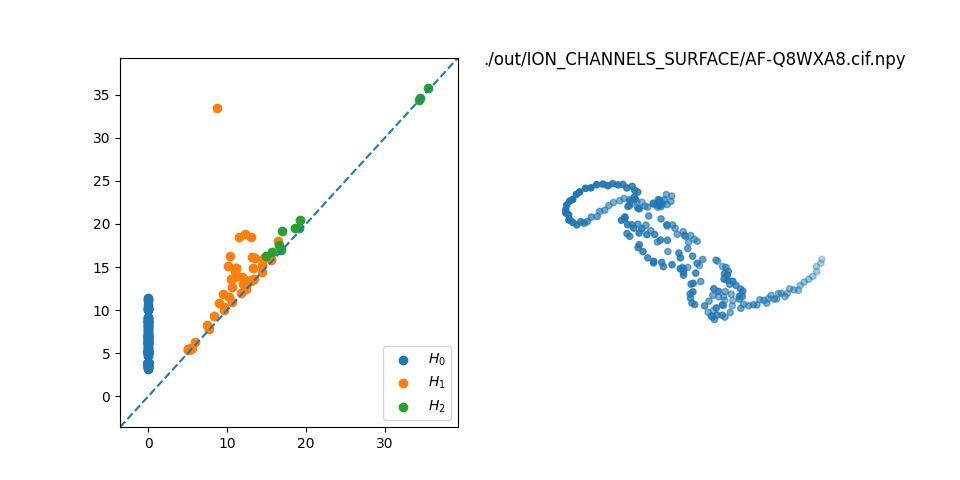 ./out/ION_CHANNELS_SURFACE/AF-Q8WXA8.cif.npy
35
30
25
20
15
10
5
0
H₀
H₁
H₂
0 10 20 30